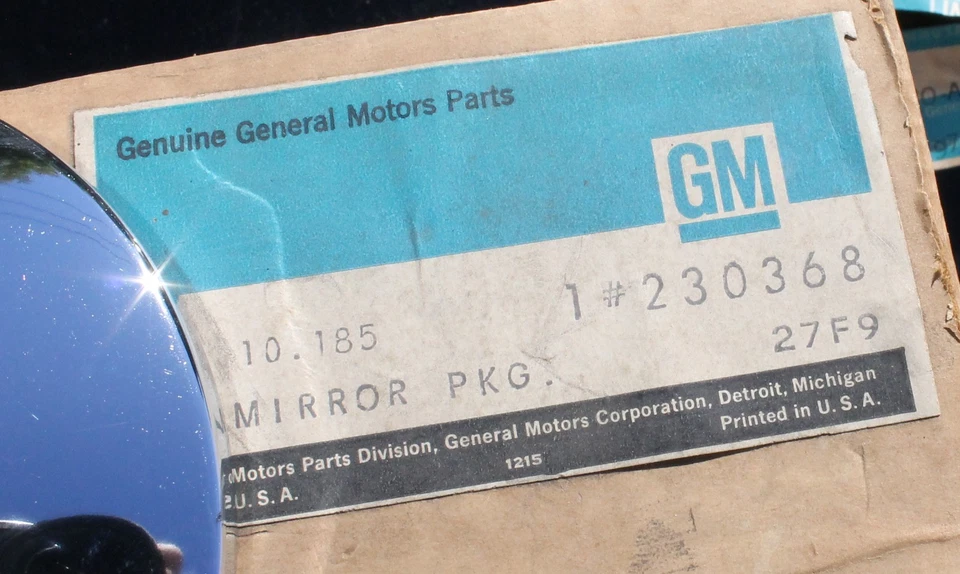 Genuine General Motors Parts
GM
1 #230368
10.185
27F9
MIRROR PKG.
Motors Parts Division, General Motors Corporation, Detroit, Michigan
U.S.A.
1215
Printed in U.S.A.